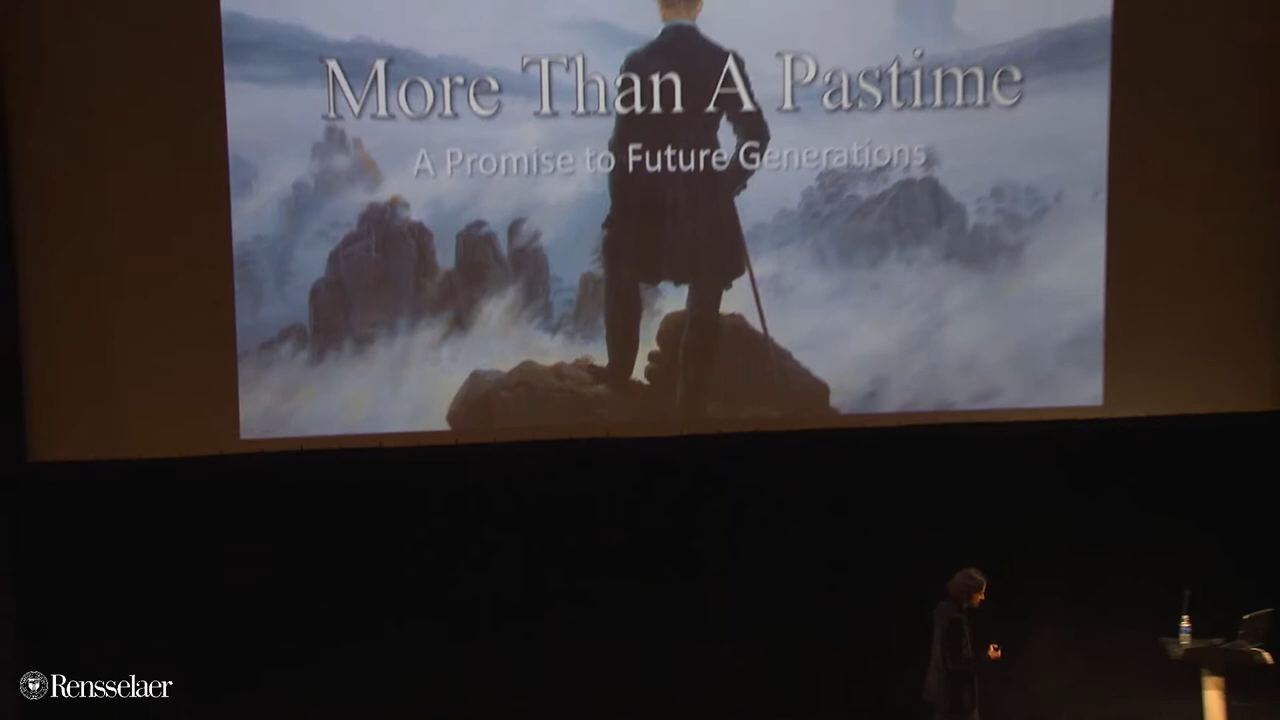 More Than A Pastime
A Promise to Future Generations
Rensselaer